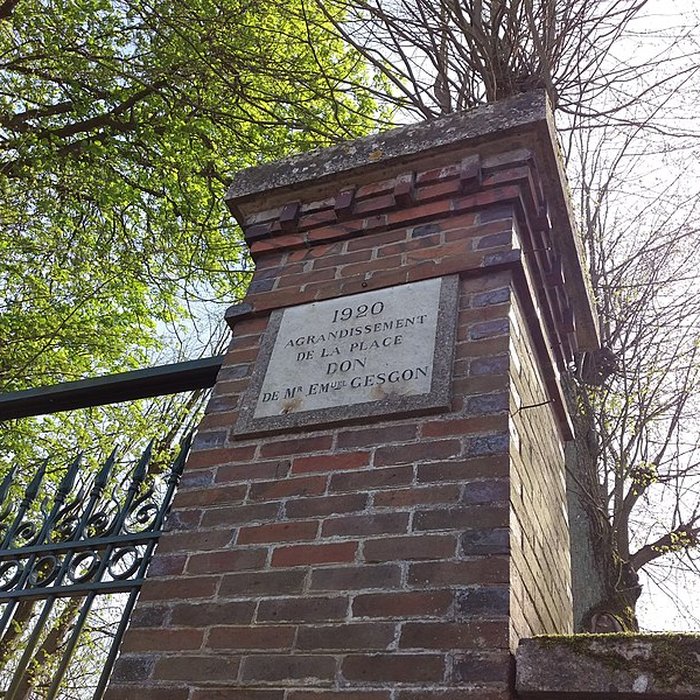 1920
AGRANDISSEMENT
DE LA PLACE
DON
DE MR EMUEL GESGON